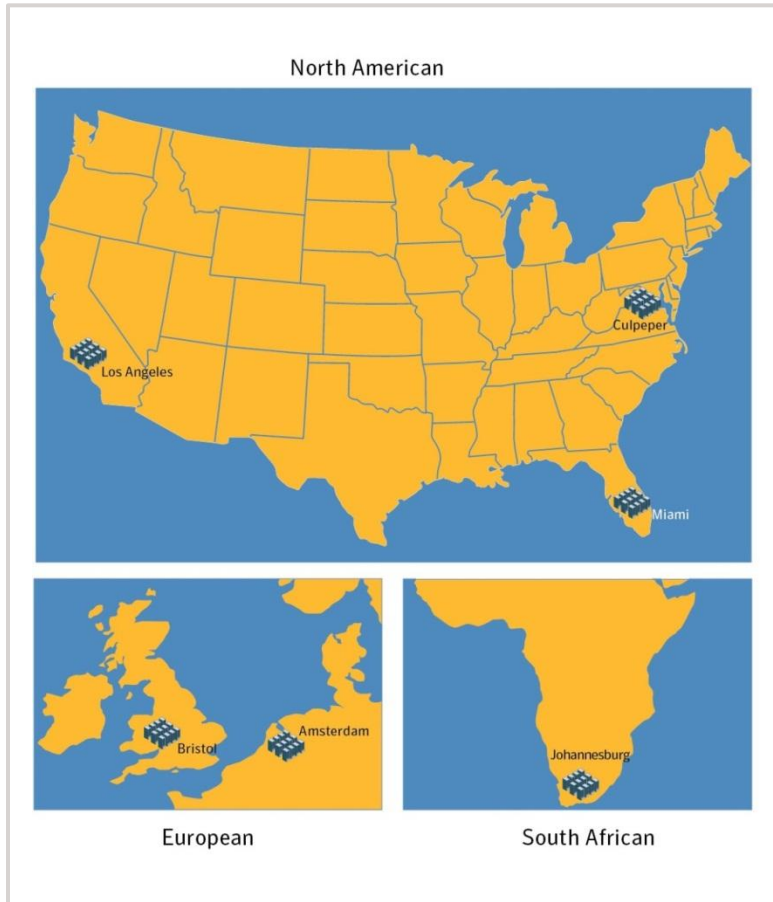 North American
Culpeper
Los Angeles
Miami
Amsterdam
Bristol
Johannesburg
European
South African